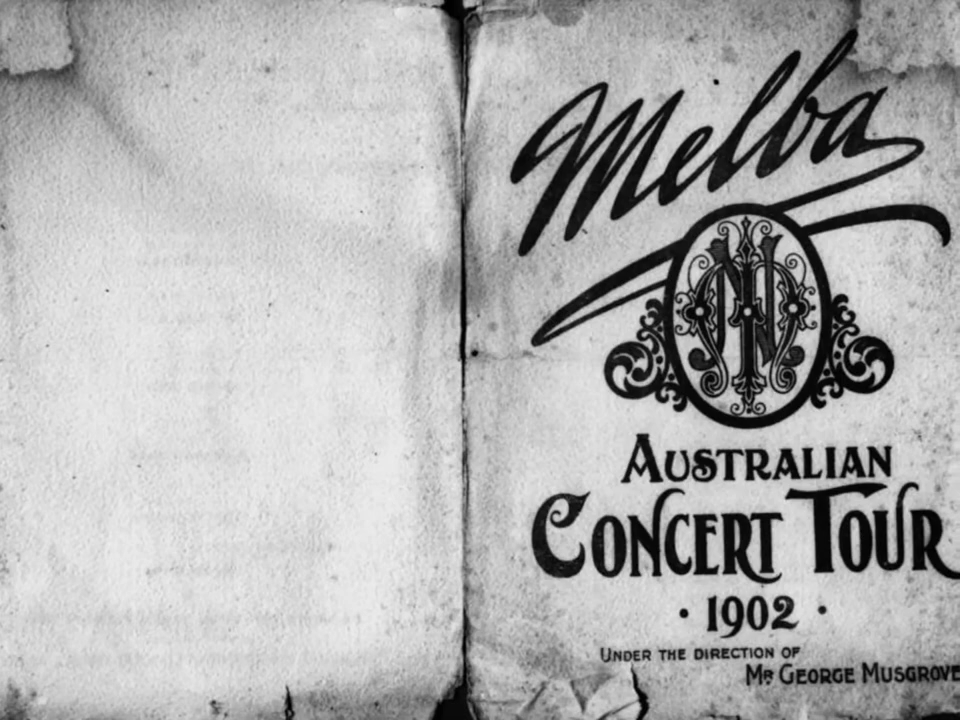 Melba
AUSTRALIAN
CONCERT TOUR
· 1902 ·
UNDER THE DIRECTION OF
MR GEORGE MUSGROVE